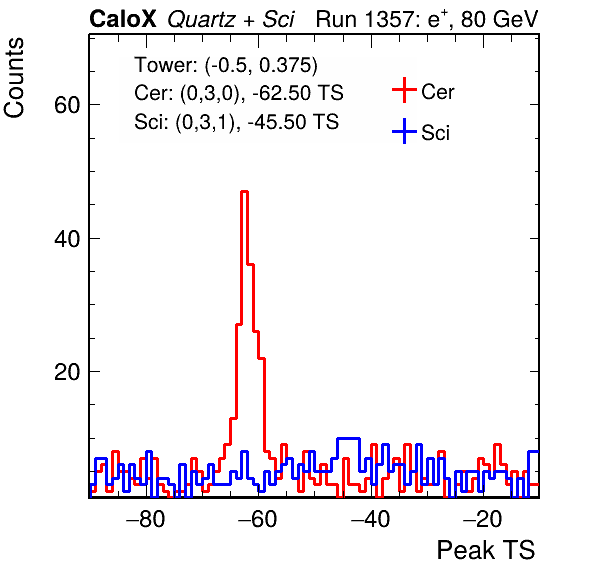 CaloX Quartz + Sci Run 1357: e⁺, 80 GeV
Counts
Tower: (-0.5, 0.375)
Cer: (0,3,0), -62.50 TS
Sci: (0,3,1), -45.50 TS
Cer
Sci
60
40
20
−80 −60 −40 −20
Peak TS